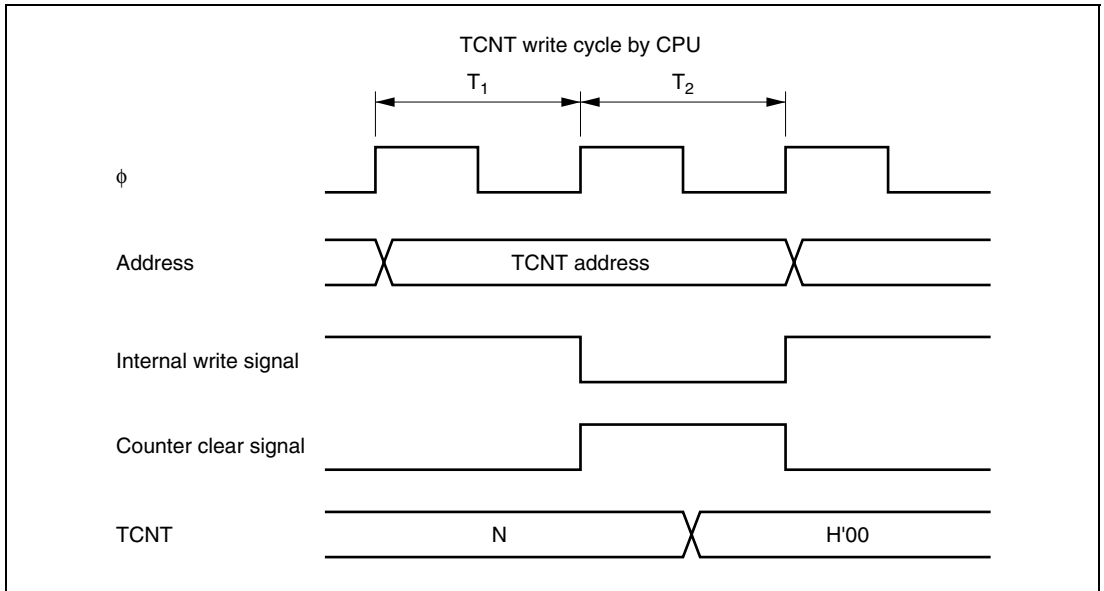 TCNT write cycle by CPU
T1 T2
ϕ
Address TCNT address
Internal write signal
Counter clear signal
TCNT N H'00